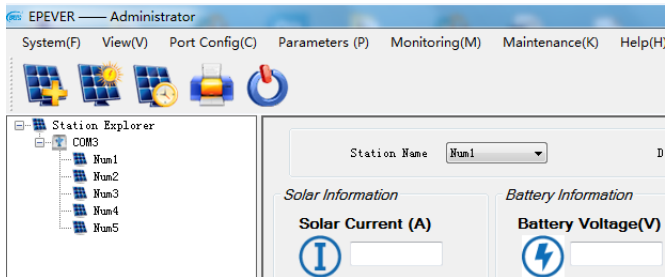 EPEVER —— Administrator
System(F) View(V) Port Config(C) Parameters (P) Monitoring(M) Maintenance(K) Help(H)
Station Explorer
COM3
Num1
Num2
Num3
Num4
Num5
Station Name Num1 D
Solar Information Battery Information
Solar Current (A) Battery Voltage(V)